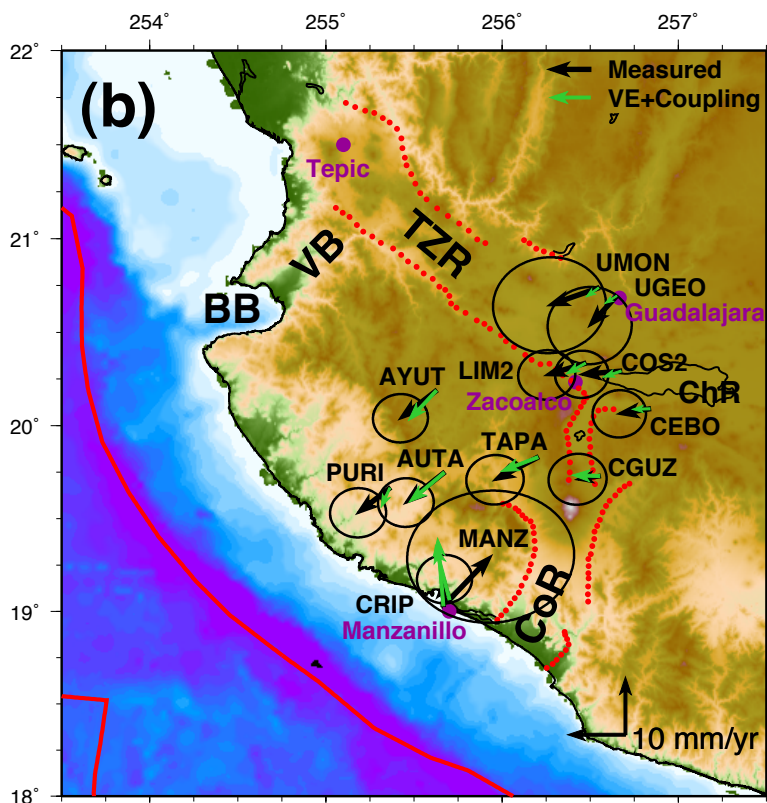 254˚ 255˚ 256˚ 257˚
22˚
(b)
Measured
VE+Coupling
Tepic
21˚
TZR
VB
UMON
UGEO
BB
Guadalajara
LIM2
COS2
AYUT
ChR
Zacoalco
20˚
CEBO
TAPA
AUTA
PURI
CGUZ
MANZ
CoR
CRIP
19˚
Manzanillo
10 mm/yr
18˚